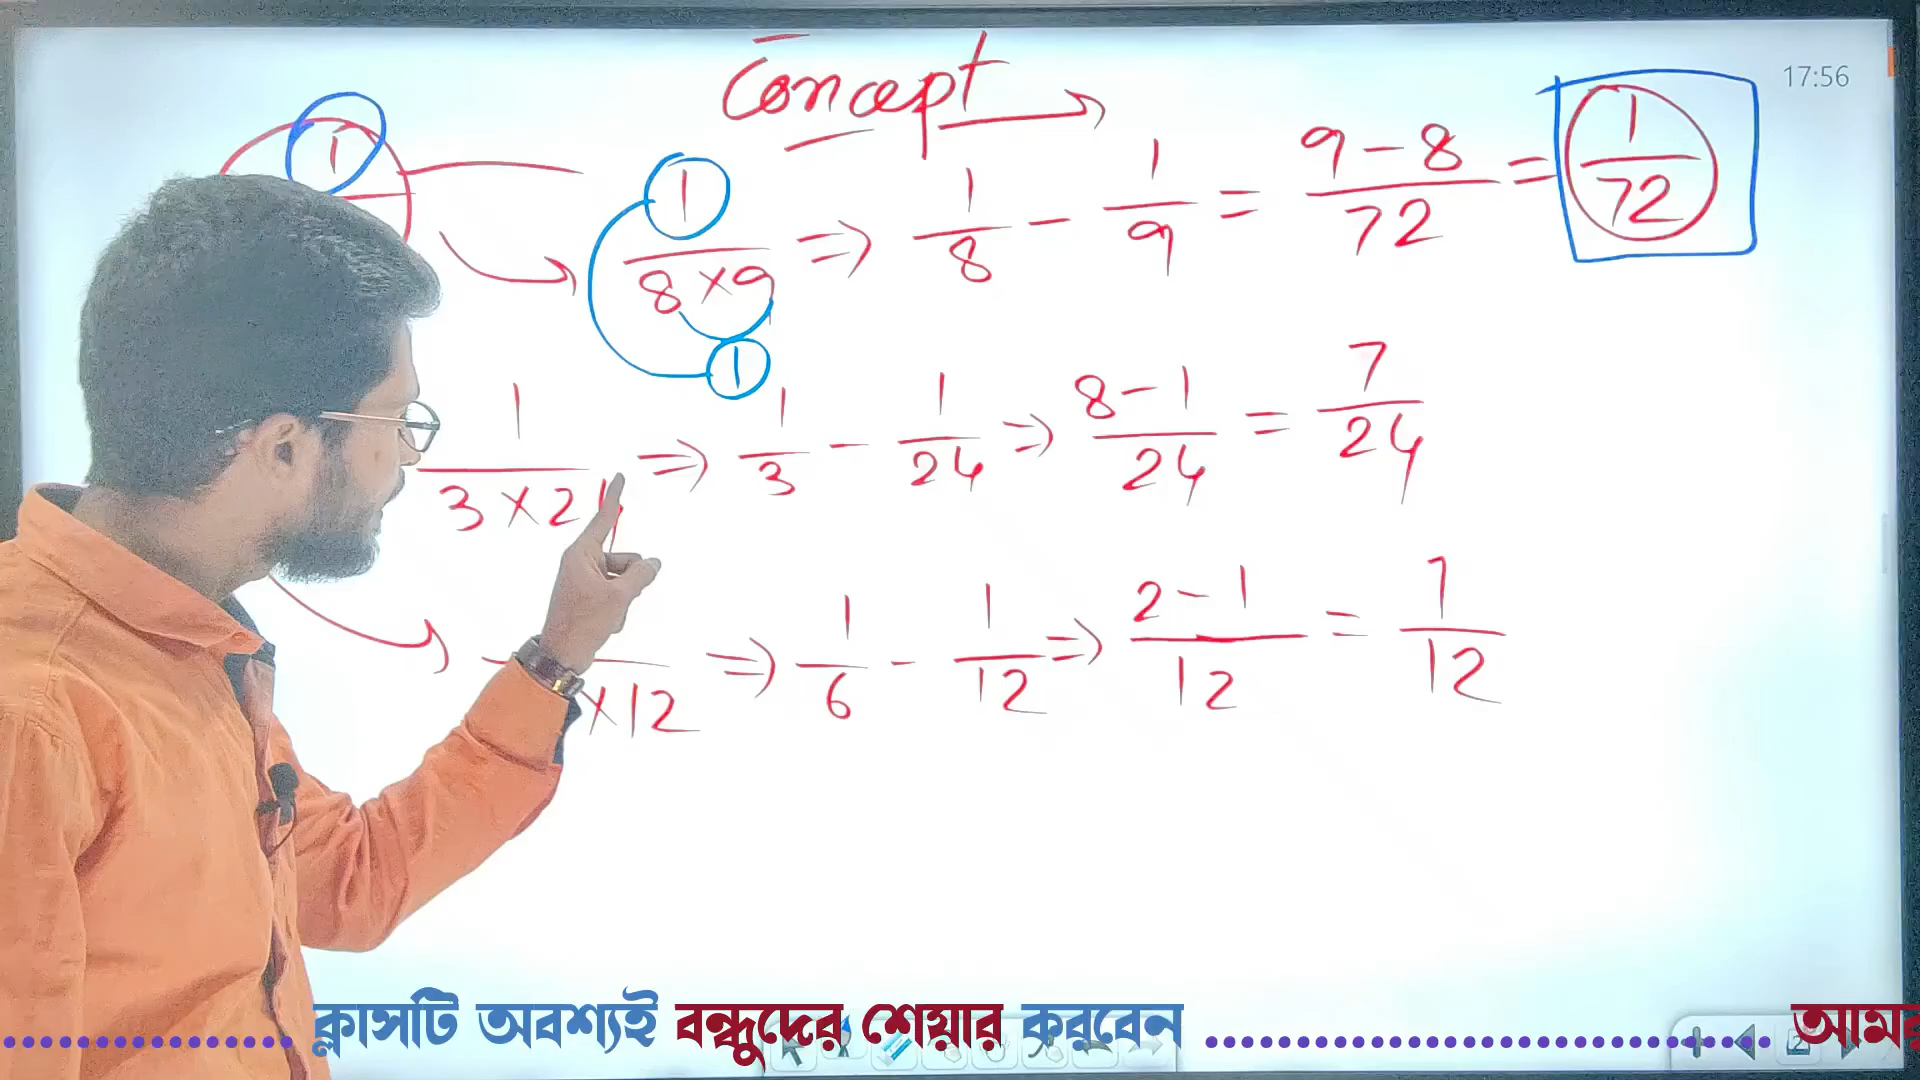 Concept
17:56
1
1/(8×9) ⇒ 1/8 - 1/9 = (9-8)/72 = 1/72
1
1/(3×24) ⇒ 1/3 - 1/24 ⇒ (8-1)/24 = 7/24
×12 ⇒ 1/6 - 1/12 ⇒ (2-1)/12 = 1/12
ক্লাসটি অবশ্যই বন্ধুদের শেয়ার করবেন